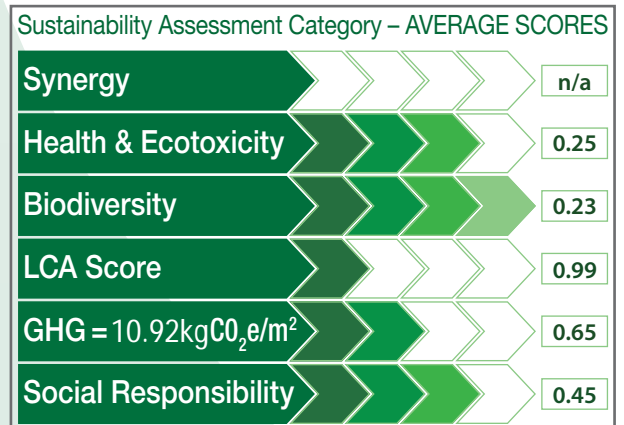 Sustainability Assessment Category – AVERAGE SCORES
Synergy n/a
Health & Ecotoxicity 0.25
Biodiversity 0.23
LCA Score 0.99
GHG = 10.92kgCO₂e/m² 0.65
Social Responsibility 0.45